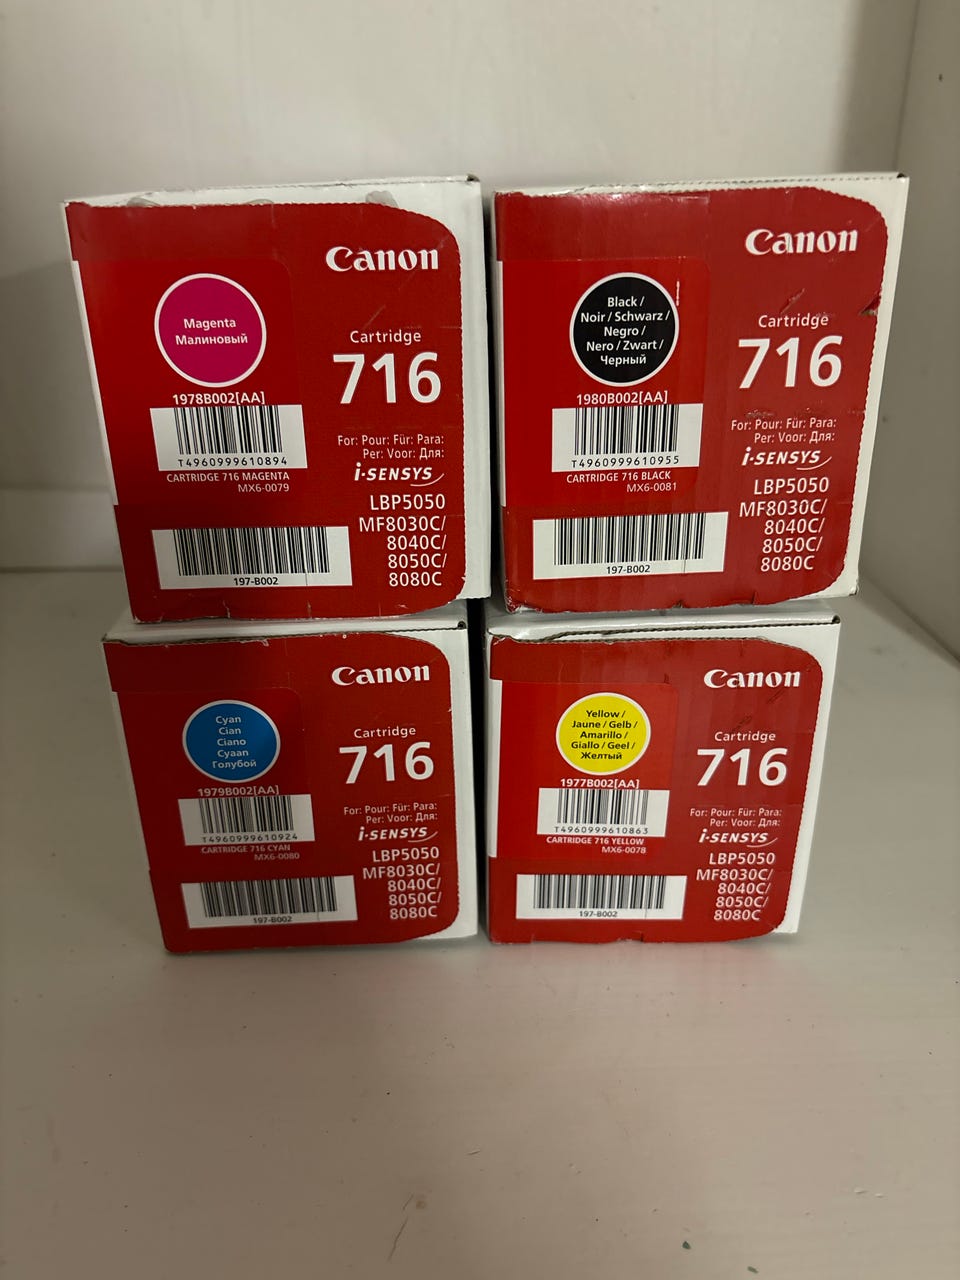 Canon
Magenta
Малиновый
Cartridge
716
1978B002[AA]
T4960999610894
CARTRIDGE 716 MAGENTA
MX6-0079
For: Pour: Für: Para:
Per: Voor: Для:
i-SENSYS
LBP5050
MF8030C/
8040C/
8050C/
8080C
197-B002
Canon
Black /
Noir / Schwarz /
Negro /
Nero / Zwart /
Черный
Cartridge
716
1980B002[AA]
T4960999610955
CARTRIDGE 716 BLACK
MX6-0081
For: Pour: Für: Para:
Per: Voor: Для:
i-SENSYS
LBP5050
MF8030C/
8040C/
8050C/
8080C
197-B002
Canon
Cyan
Cian
Ciano
Cyaan
Голубой
Cartridge
716
1979B002[AA]
T4960999610924
CARTRIDGE 716 CYAN
MX6-0080
For: Pour: Für: Para:
Per: Voor: Для:
i-SENSYS
LBP5050
MF8030C/
8040C/
8050C/
8080C
197-B002
Canon
Yellow /
Jaune / Gelb /
Amarillo /
Giallo / Geel /
Желтый
Cartridge
716
1977B002[AA]
T4960999610863
CARTRIDGE 716 YELLOW
MX6-0078
For: Pour: Für: Para:
Per: Voor: Для:
i-SENSYS
LBP5050
MF8030C/
8040C/
8050C/
8080C
197-B002